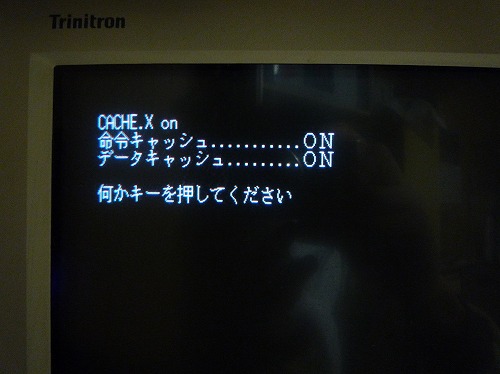 Trinitron
CACHE.X on
命令キャッシュ...........ON
データキャッシュ.........ON
何かキーを押してください